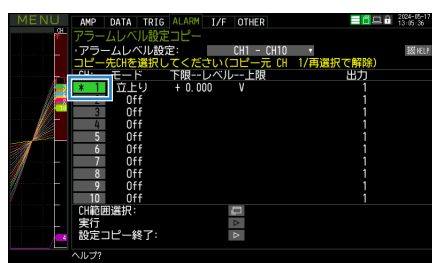 MENU AMP DATA TRIG ALARM I/F OTHER 2024-05-17
13:05:36
CH アラームレベル設定コピー
・アラームレベル設定: CH1 - CH10 HELP
コピー先CHを選択してください(コピー元 CH 1/再選択で解除)
CH: モード 下限--レベル--上限 出力
* 1 立上り + 0.000 V 1
2 Off 1
3 Off 1
4 Off 1
5 Off 1
6 Off 1
7 Off 1
8 Off 1
9 Off 1
10 Off 1
CH範囲選択:
実行
設定コピー終了:
ヘルプ?